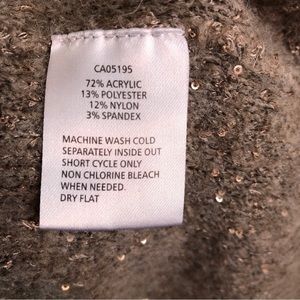 CA05195
72% ACRYLIC
13% POLYESTER
12% NYLON
3% SPANDEX
MACHINE WASH COLD
SEPARATELY INSIDE OUT
SHORT CYCLE ONLY
NON CHLORINE BLEACH
WHEN NEEDED.
DRY FLAT